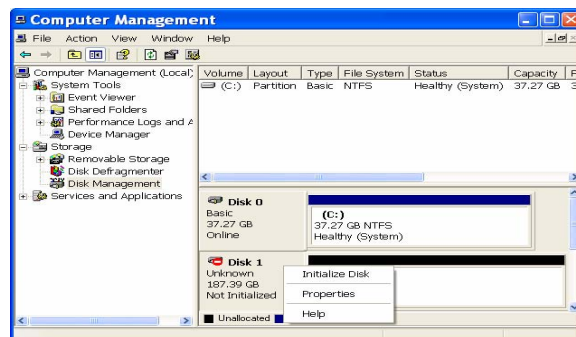 Computer Management
File Action View Window Help
Computer Management (Local)
System Tools
Event Viewer
Shared Folders
Performance Logs and A
Device Manager
Storage
Removable Storage
Disk Defragmenter
Disk Management
Services and Applications
Volume Layout Type File System Status Capacity F
(C:) Partition Basic NTFS Healthy (System) 37.27 GB 3
Disk 0
Basic
37.27 GB
Online
(C:)
37.27 GB NTFS
Healthy (System)
Disk 1
Unknown
187.39 GB
Not Initialized
Initialize Disk
Properties
Help
Unallocated